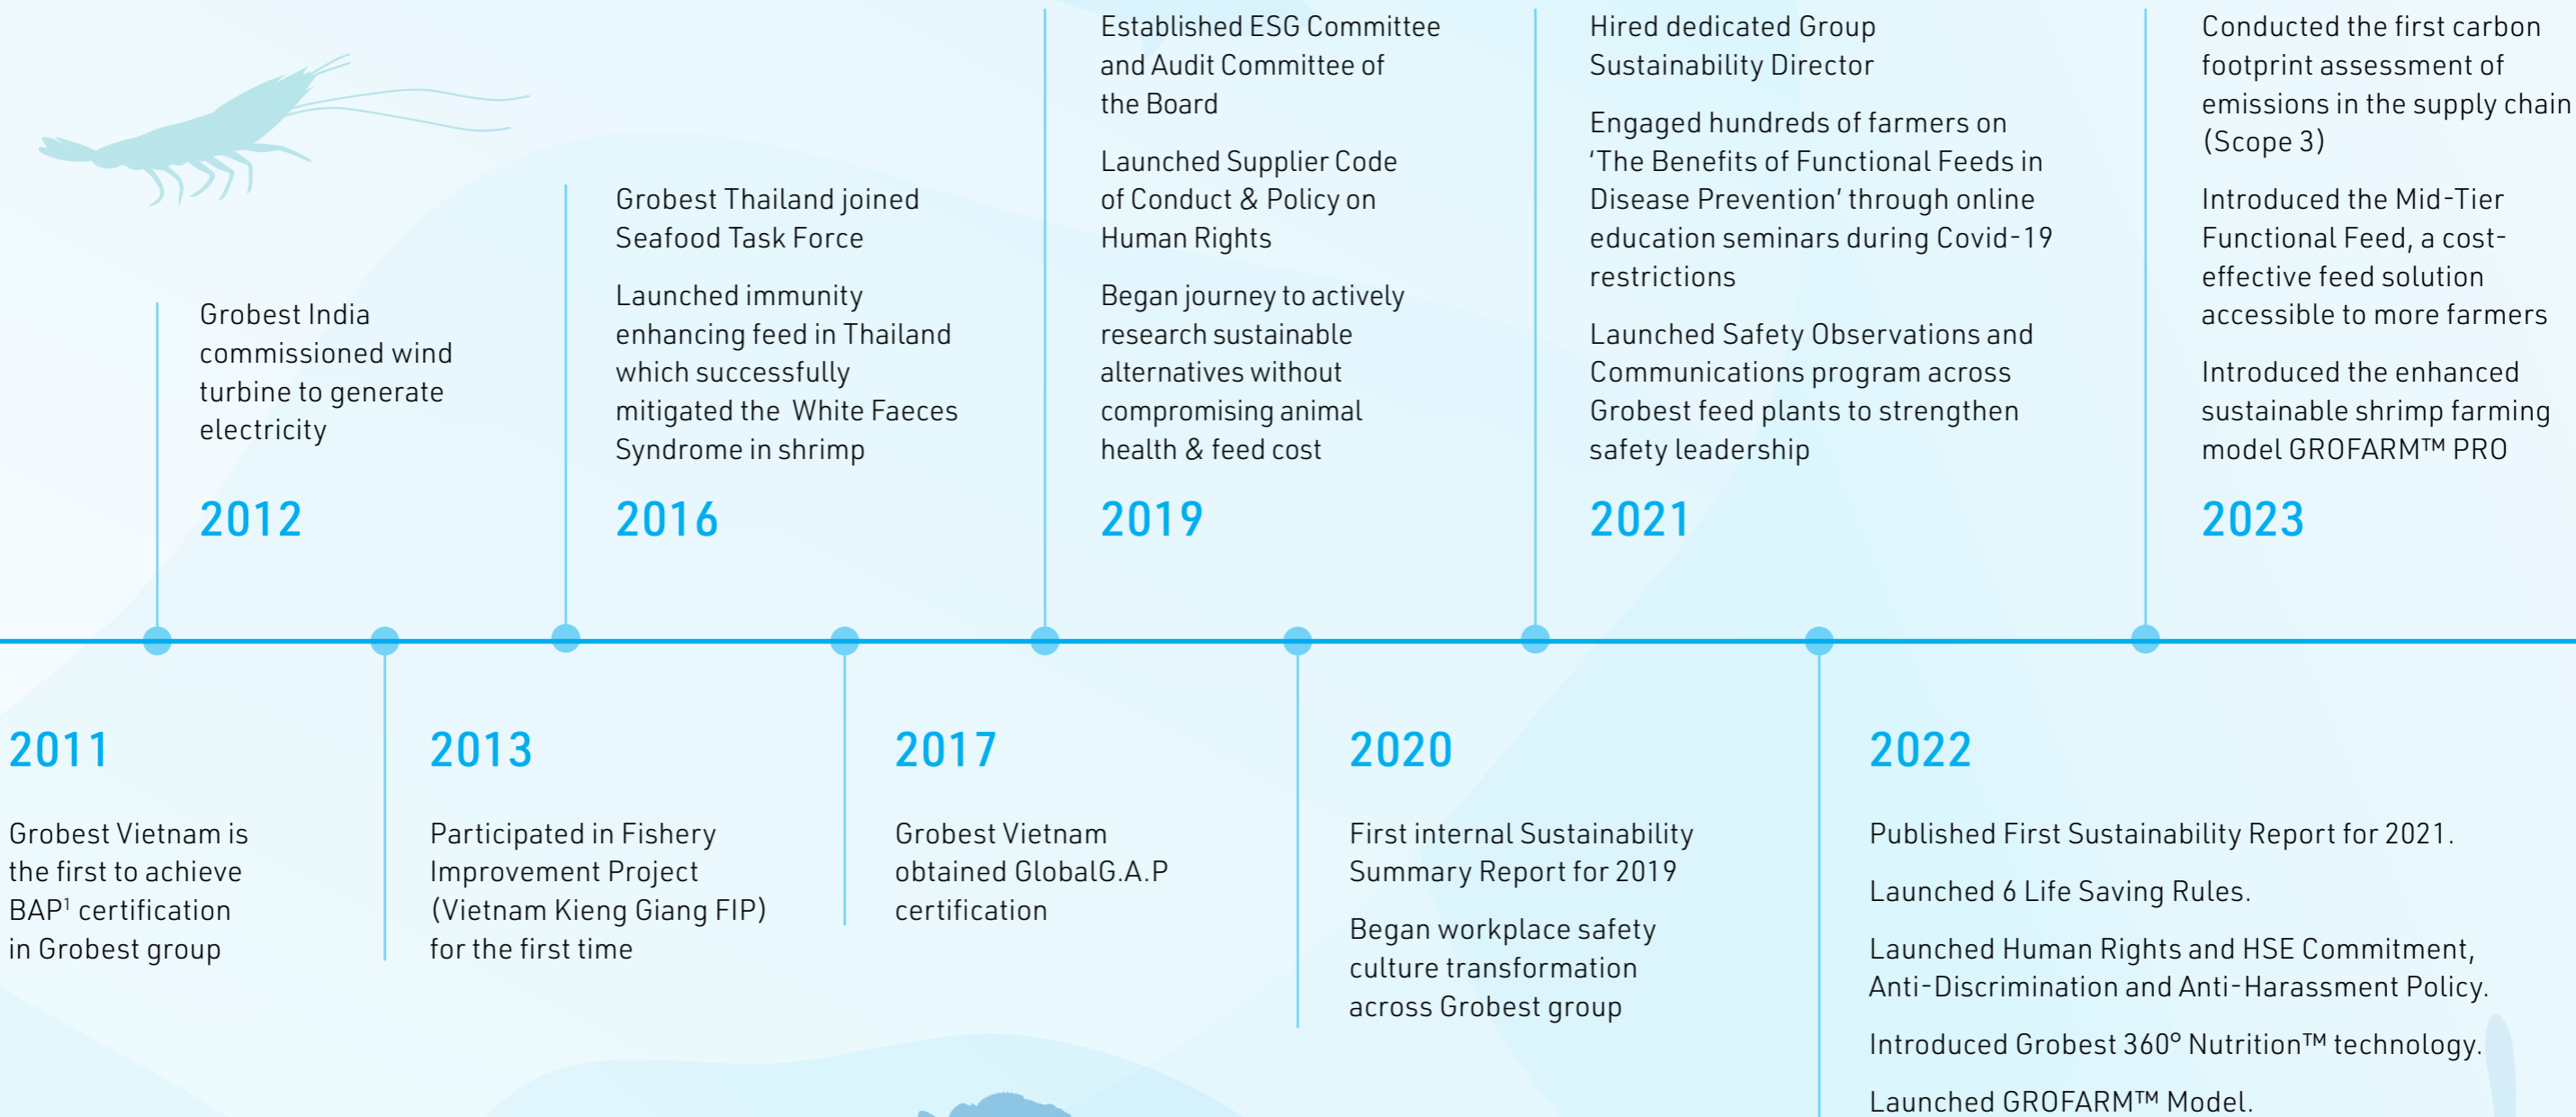 Grobest India
commissioned wind
turbine to generate
electricity
2012
Grobest Thailand joined
Seafood Task Force
Launched immunity
enhancing feed in Thailand
which successfully
mitigated the  White Faeces
Syndrome in shrimp
2016
Established ESG Committee
and Audit Committee of
the Board
Launched Supplier Code
of Conduct & Policy on
Human Rights
Began journey to actively
research sustainable
alternatives without
compromising animal
health & feed cost
2019
Hired dedicated Group
Sustainability Director
Engaged hundreds of farmers on
‘The Benefits of Functional Feeds in
Disease Prevention’ through online
education seminars during Covid-19
restrictions
Launched Safety Observations and
Communications program across
Grobest feed plants to strengthen
safety leadership
2021
Conducted the first carbon
footprint assessment of
emissions in the supply chain
(Scope 3)
Introduced the Mid-Tier
Functional Feed, a cost-
effective feed solution
accessible to more farmers
Introduced the enhanced
sustainable shrimp farming
model GROFARM™ PRO
2023
2011
Grobest Vietnam is
the first to achieve
BAP¹ certification
in Grobest group
2013
Participated in Fishery
Improvement Project
(Vietnam Kieng Giang FIP)
for the first time
2017
Grobest Vietnam
obtained GlobalG.A.P
certification
2020
First internal Sustainability
Summary Report for 2019
Began workplace safety
culture transformation
across Grobest group
2022
Published First Sustainability Report for 2021.
Launched 6 Life Saving Rules.
Launched Human Rights and HSE Commitment,
Anti-Discrimination and Anti-Harassment Policy.
Introduced Grobest 360° Nutrition™ technology.
Launched GROFARM™ Model.